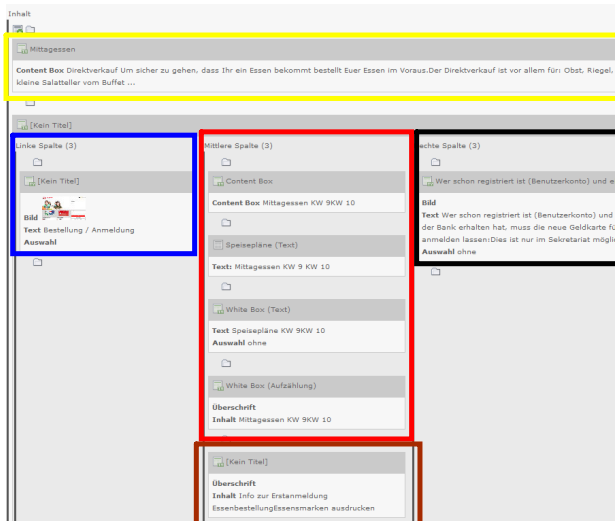 Inhalt
Mittagessen
Content Box Direktverkauf Um sicher zu gehen, dass Ihr ein Essen bekommt bestellt Euer Essen im Voraus.Der Direktverkauf ist vor allem für: Obst, Riegel,
kleine Salatteller vom Buffet ...
[Kein Titel]
Linke Spalte (3)
[Kein Titel]
Bild
Text Bestellung / Anmeldung
Auswahl
Mittlere Spalte (3)
Content Box
Content Box Mittagessen KW 9KW 10
Speisepläne (Text)
Text: Mittagessen KW 9 KW 10
White Box (Text)
Text Speisepläne KW 9KW 10
Auswahl ohne
White Box (Aufzählung)
Überschrift
Inhalt Mittagessen KW 9KW 10
[Kein Titel]
Überschrift
Inhalt Info zur Erstanmeldung
EssenbestellungEssensmarken ausdrucken
echte Spalte (3)
Wer schon registriert ist (Benutzerkonto) und e
Bild
Text Wer schon registriert ist (Benutzerkonto) und
der Bank erhalten hat, muss die neue Geldkarte fü
anmelden lassen:Dies ist nur im Sekretariat möglic
Auswahl ohne